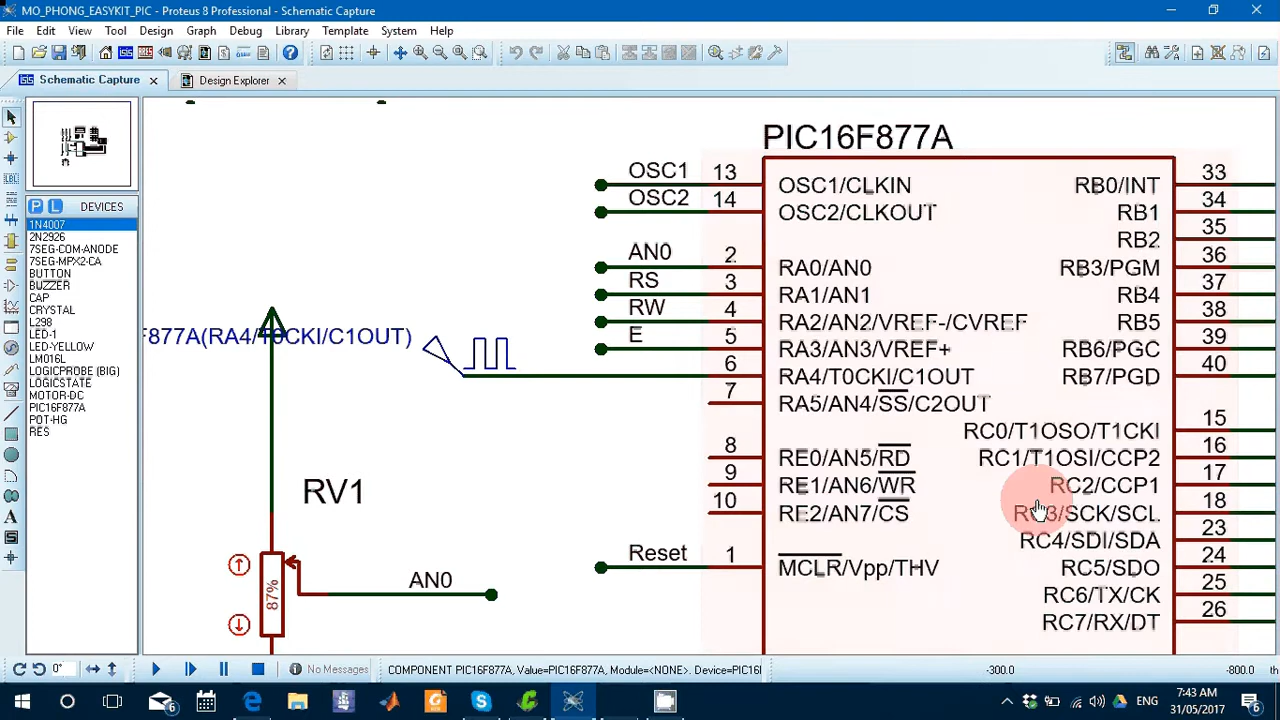 MO_PHONG_EASYKIT_PIC - Proteus 8 Professional - Schematic Capture
File Edit View Tool Design Graph Debug Library Template System Help
Schematic Capture
Design Explorer
P L DEVICES
1N4007
2N2926
7SEG-COM-ANODE
7SEG-MPX2-CA
BUTTON
BUZZER
CAP
CRYSTAL
L298
LED-1
LED-YELLOW
LM016L
LOGICPROBE (BIG)
LOGICSTATE
MOTOR-DC
PIC16F877A
POT-HG
RES
PIC16F877A
OSC1 13 OSC1/CLKIN RB0/INT 33
OSC2 14 OSC2/CLKOUT RB1 34
RB2 35
AN0 2 RA0/AN0 RB3/PGM 36
RS 3 RA1/AN1 RB4 37
RW 4 RA2/AN2/VREF-/CVREF RB5 38
E 5 RA3/AN3/VREF+ RB6/PGC 39
F877A(RA4/T0CKI/C1OUT) 6 RA4/T0CKI/C1OUT RB7/PGD 40
7 RA5/AN4/SS/C2OUT
RC0/T1OSO/T1CKI 15
8 RE0/AN5/RD RC1/T1OSI/CCP2 16
9 RE1/AN6/WR RC2/CCP1 17
10 RE2/AN7/CS RC3/SCK/SCL 18
RC4/SDI/SDA 23
Reset 1 MCLR/Vpp/THV RC5/SDO 24
RC6/TX/CK 25
RC7/RX/DT 26
RV1
87%
AN0
0° No Messages COMPONENT PIC16F877A, Value=PIC16F877A, Module=<NONE>. Device=PIC16 -300.0 -800.0 th
6 ENG 7:43 AM
31/05/2017 6